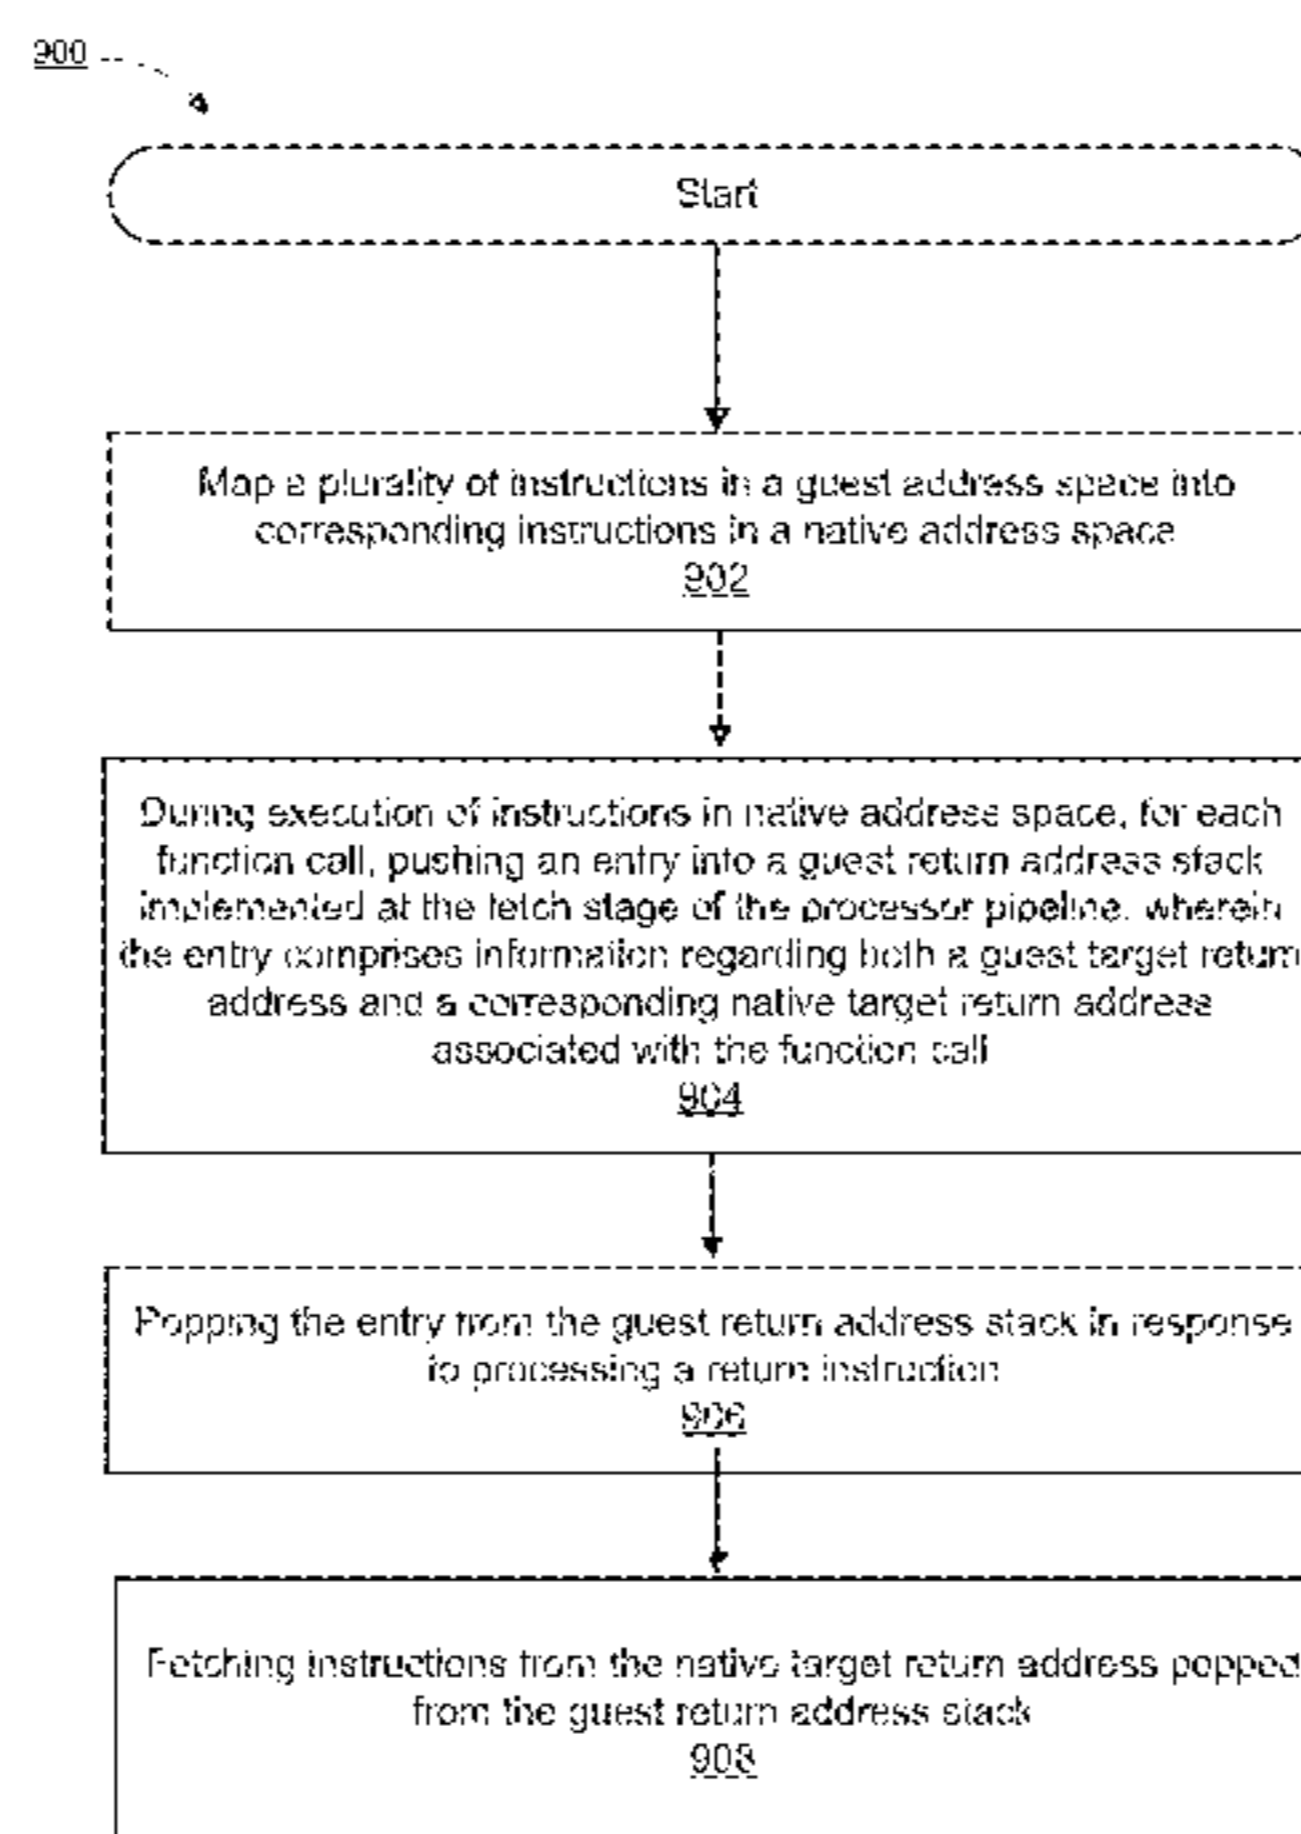 900
Start
Map a plurality of instructions in a guest address space into
corresponding instructions in a native address space
902
During execution of instructions in native address space, for each
function call, pushing an entry into a guest return address stack
implemented at the fetch stage of the processor pipeline, wherein
the entry comprises information regarding both a guest target return
address and a corresponding native target return address
associated with the function call
904
Popping the entry from the guest return address stack in response
to processing a return instruction
906
Fetching instructions from the native target return address popped
from the guest return address stack
908